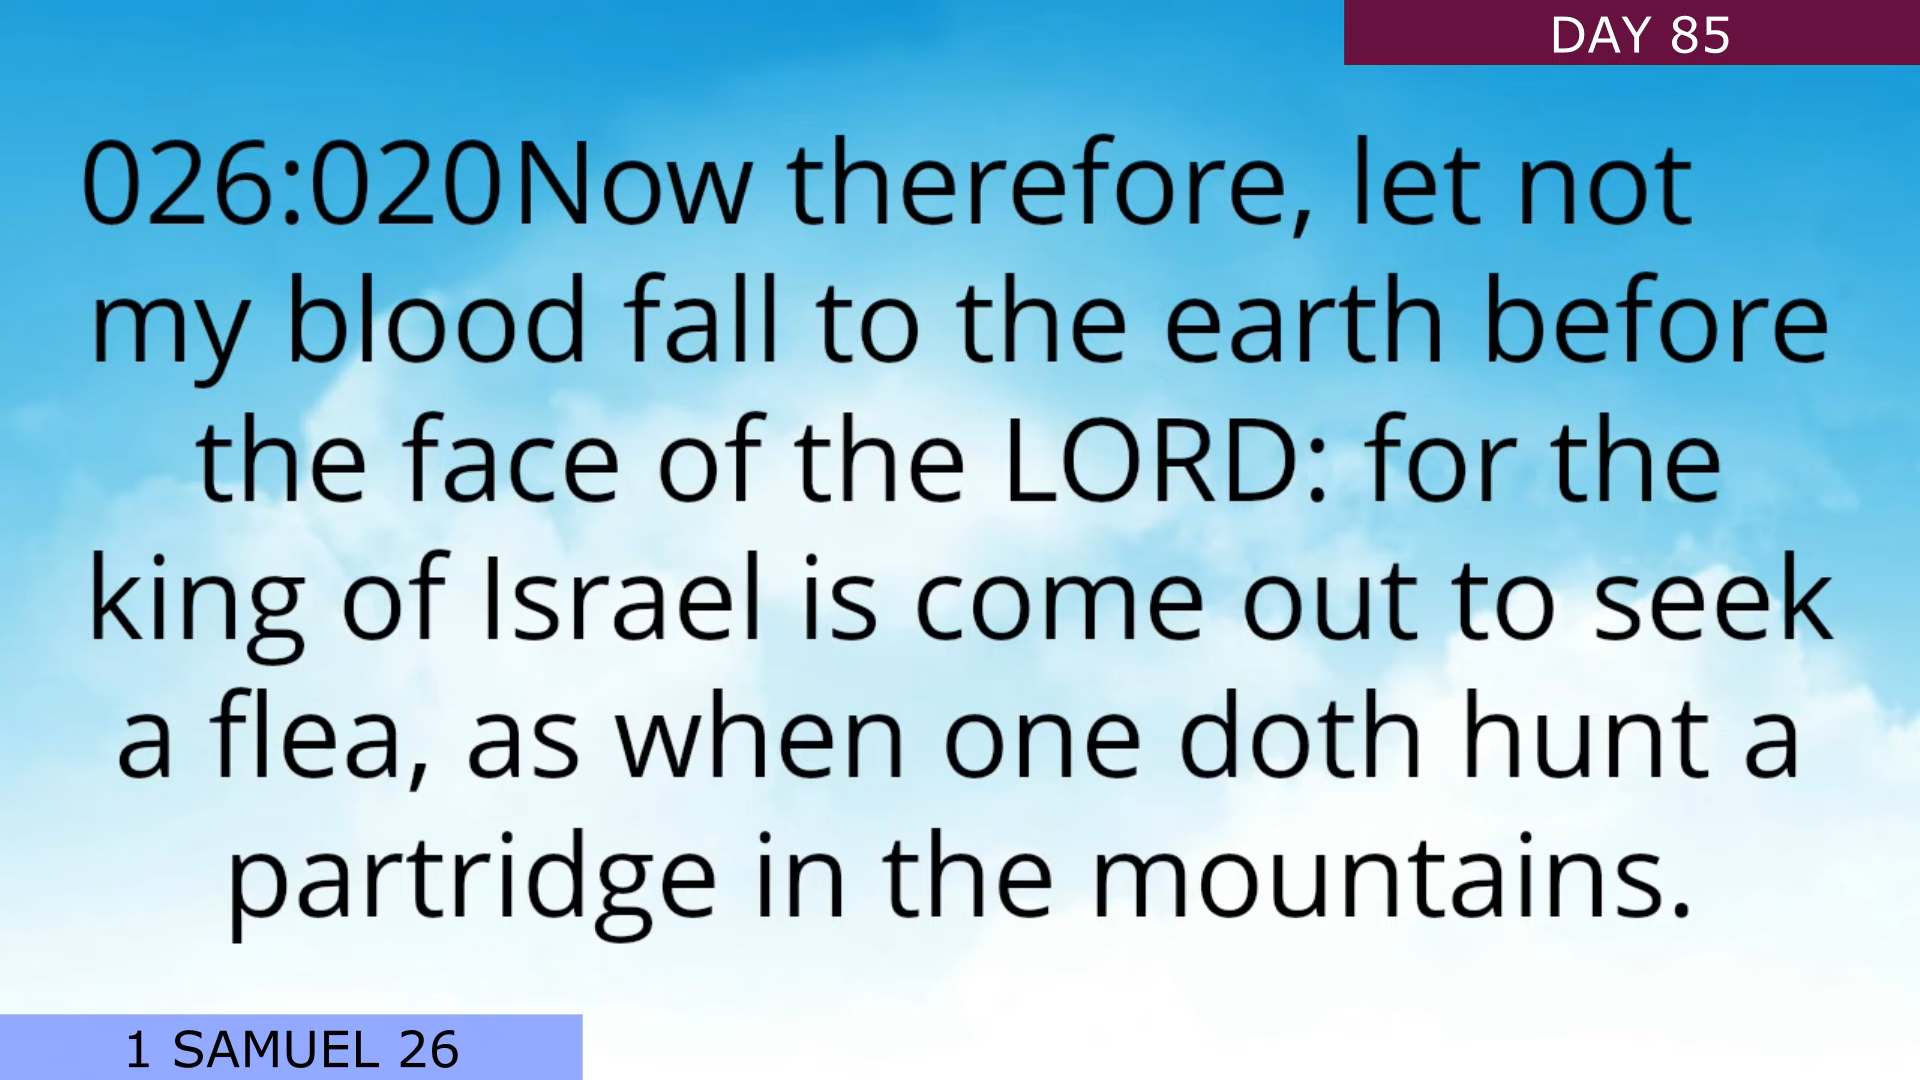 DAY 85
026:020Now therefore, let not
my blood fall to the earth before
the face of the LORD: for the
king of Israel is come out to seek
a flea, as when one doth hunt a
partridge in the mountains.
1 SAMUEL 26